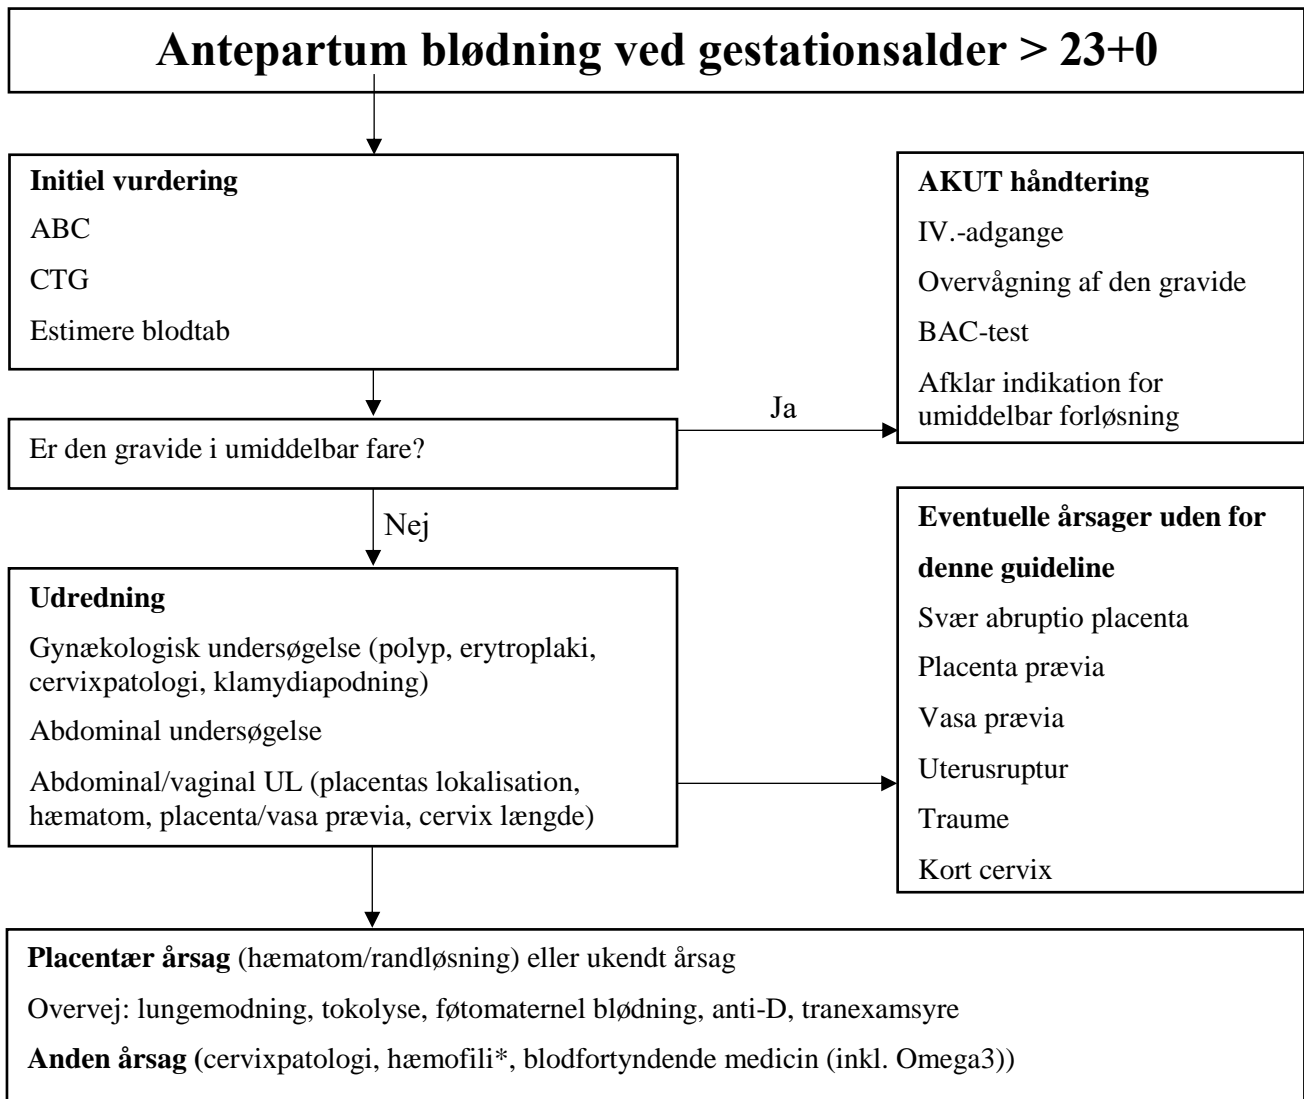 Antepartum blødning ved gestationsalder > 23+0
Initiel vurdering
ABC
CTG
Estimere blodtab
AKUT håndtering
IV.-adgange
Overvågning af den gravide
BAC-test
Afklar indikation for
umiddelbar forløsning
Er den gravide i umiddelbar fare?
Ja
Nej
Udredning
Gynækologisk undersøgelse (polyp, erytroplaki,
cervixpatologi, klamydiapodning)
Abdominal undersøgelse
Abdominal/vaginal UL (placentas lokalisation,
hæmatom, placenta/vasa prævia, cervix længde)
Eventuelle årsager uden for
denne guideline
Svær abruptio placenta
Placenta prævia
Vasa prævia
Uterusruptur
Traume
Kort cervix
Placentær årsag (hæmatom/randløsning) eller ukendt årsag
Overvej: lungemodning, tokolyse, føtomaternel blødning, anti-D, tranexamsyre
Anden årsag (cervixpatologi, hæmofili*, blodfortyndende medicin (inkl. Omega3))